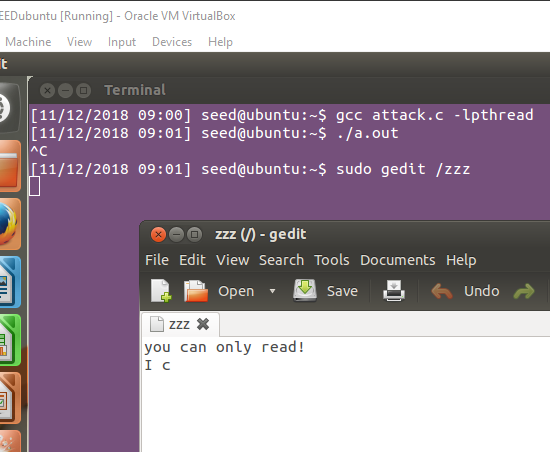 EEDubuntu [Running] - Oracle VM VirtualBox
Machine View Input Devices Help
it
Terminal
[11/12/2018 09:00] seed@ubuntu:~$ gcc attack.c -lpthread
[11/12/2018 09:01] seed@ubuntu:~$ ./a.out
^C
[11/12/2018 09:01] seed@ubuntu:~$ sudo gedit /zzz
zzz (/) - gedit
File Edit View Search Tools Documents Help
Open Save Undo
zzz
you can only read!
I c